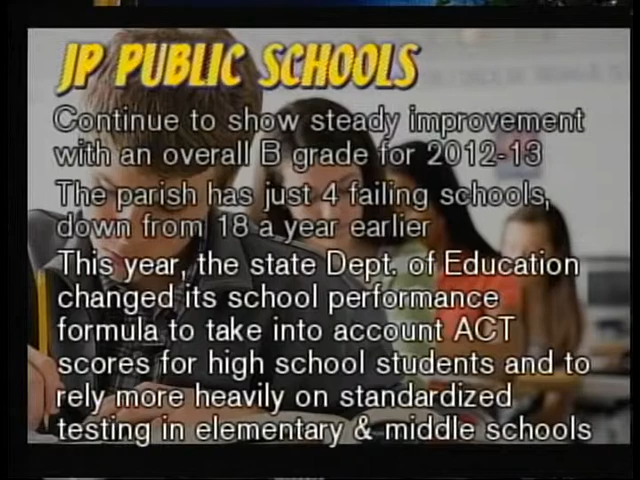 JP PUBLIC SCHOOLS
Continue to show steady improvement
with an overall B grade for 2012-13
The parish has just 4 failing schools,
down from 18 a year earlier
This year, the state Dept. of Education
changed its school performance
formula to take into account ACT
scores for high school students and to
rely more heavily on standardized
testing in elementary & middle schools